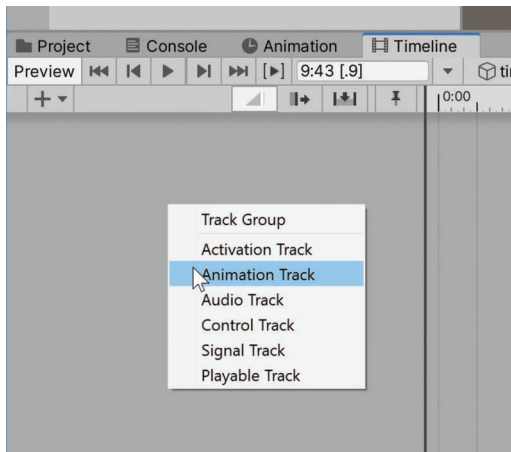 Project Console Animation Timeline
Preview 9:43 [.9] ti
0:00
Track Group
Activation Track
Animation Track
Audio Track
Control Track
Signal Track
Playable Track